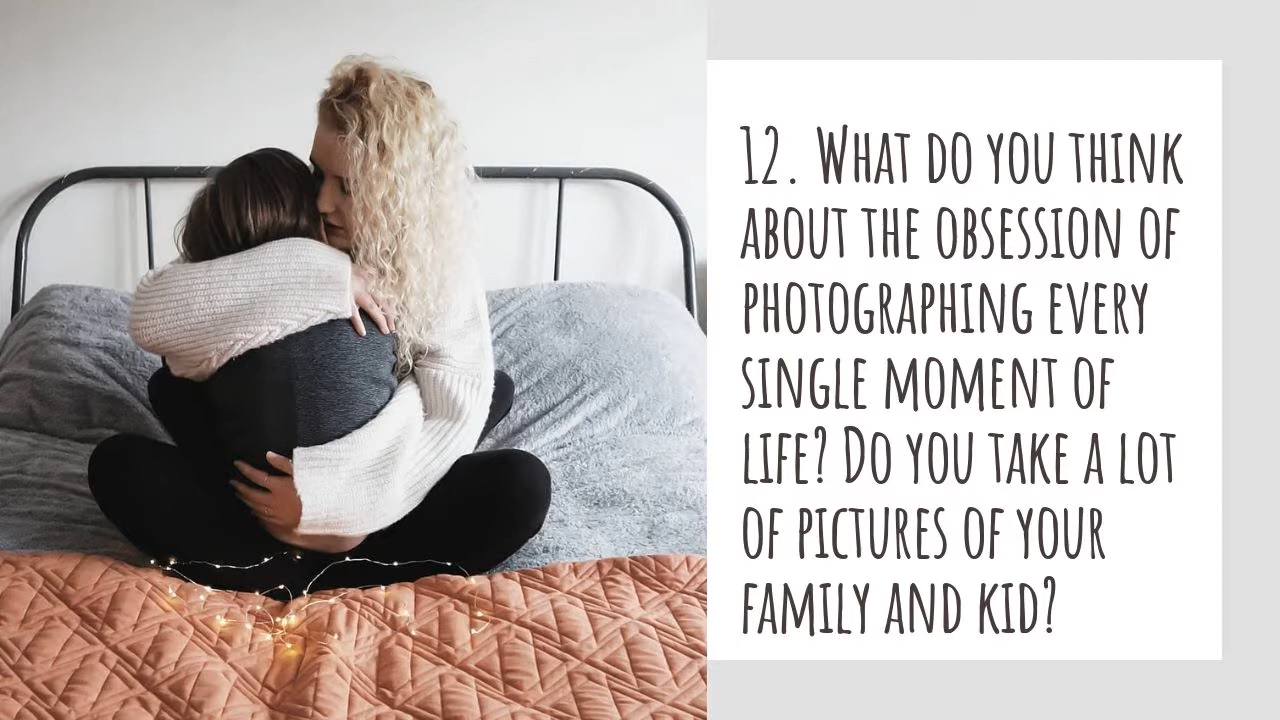 12. What do you think
about the obsession of
photographing every
single moment of
life? Do you take a lot
of pictures of your
family and kid?